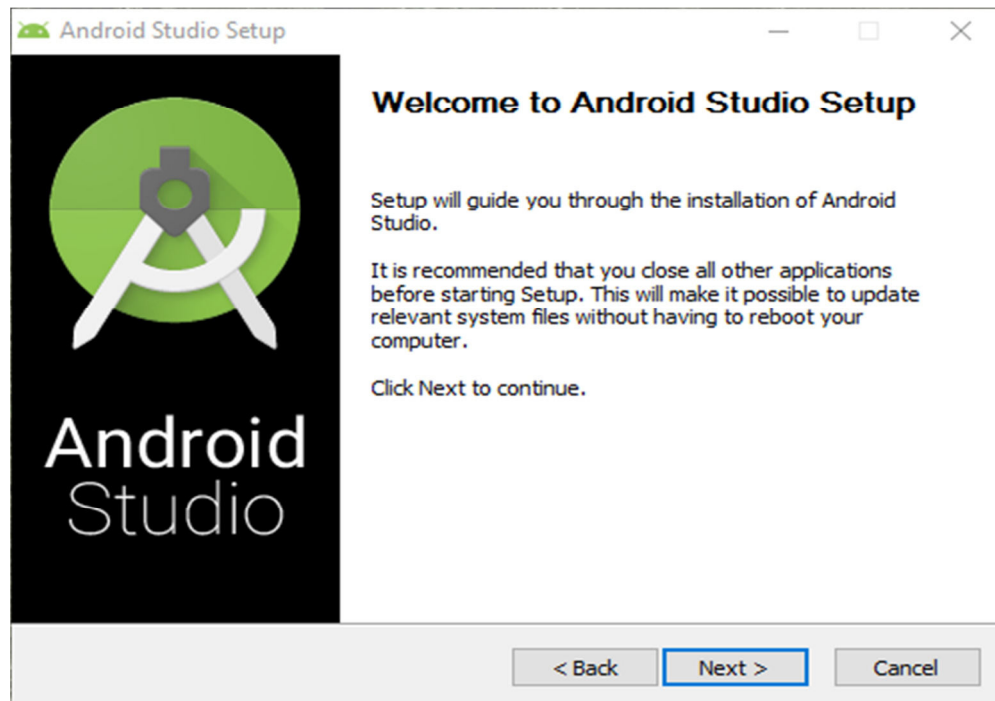 Android Studio Setup
Welcome to Android Studio Setup
Setup will guide you through the installation of Android
Studio.
It is recommended that you close all other applications
before starting Setup. This will make it possible to update
relevant system files without having to reboot your
computer.
Click Next to continue.
Android
Studio
< Back
Next >
Cancel